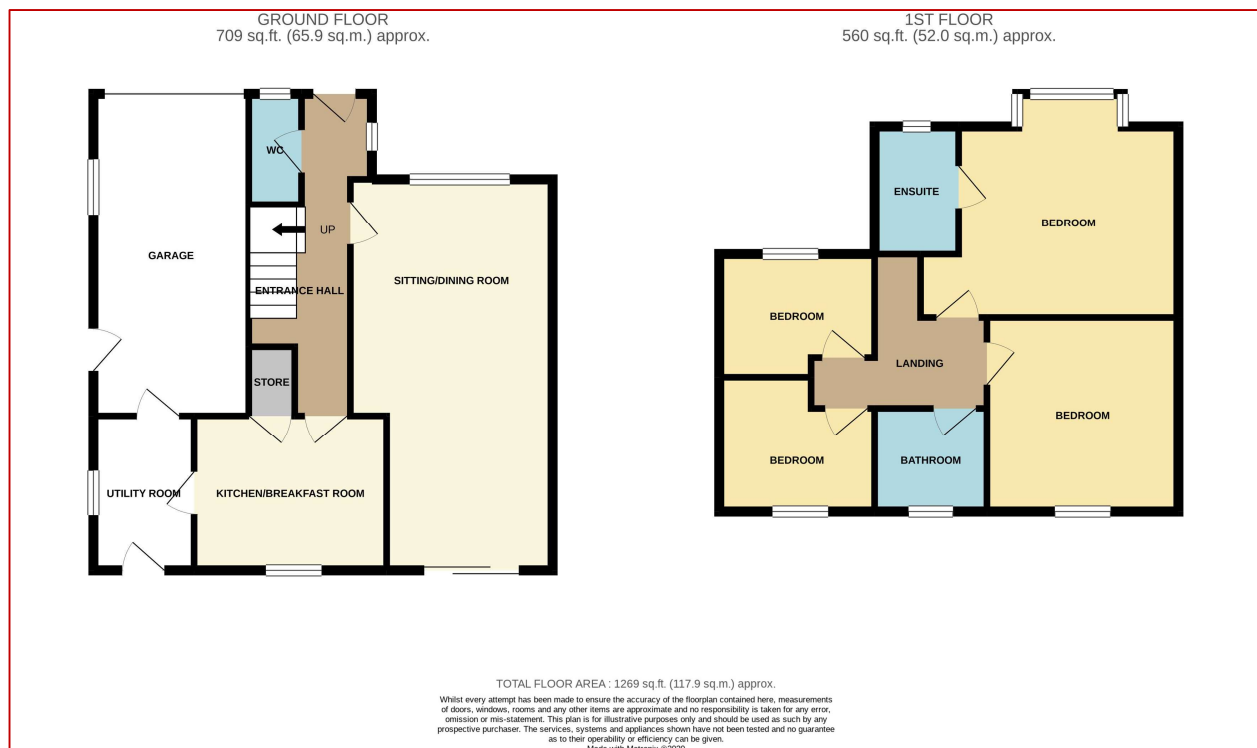 GROUND FLOOR
709 sq.ft. (65.9 sq.m.) approx.
1ST FLOOR
560 sq.ft. (52.0 sq.m.) approx.
WC
UP
GARAGE
ENTRANCE HALL
SITTING/DINING ROOM
STORE
UTILITY ROOM
KITCHEN/BREAKFAST ROOM
ENSUITE
BEDROOM
BEDROOM
LANDING
BEDROOM
BEDROOM
BATHROOM
TOTAL FLOOR AREA : 1269 sq.ft. (117.9 sq.m.) approx.
Whilst every attempt has been made to ensure the accuracy of the floorplan contained here, measurements
of doors, windows, rooms and any other items are approximate and no responsibility is taken for any error,
omission or mis-statement. This plan is for illustrative purposes only and should be used as such by any
prospective purchaser. The services, systems and appliances shown have not been tested and no guarantee
as to their operability or efficiency can be given.
Made with Metropix ©2020